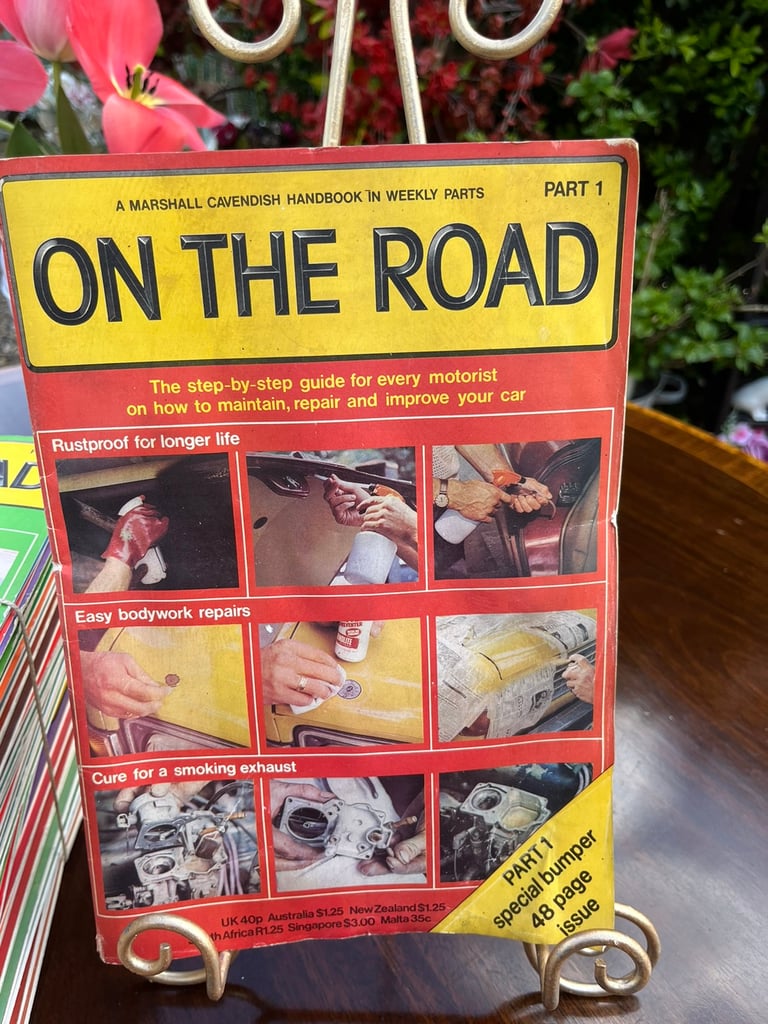 A MARSHALL CAVENDISH HANDBOOK IN WEEKLY PARTS
PART 1
ON THE ROAD
The step-by-step guide for every motorist
on how to maintain, repair and improve your car
Rustproof for longer life
Easy bodywork repairs
Cure for a smoking exhaust
PART 1
special bumper
48 page
issue
UK 40p Australia $1.25 New Zealand $1.25
th Africa R1.25 Singapore $3.00 Malta 35c
AD